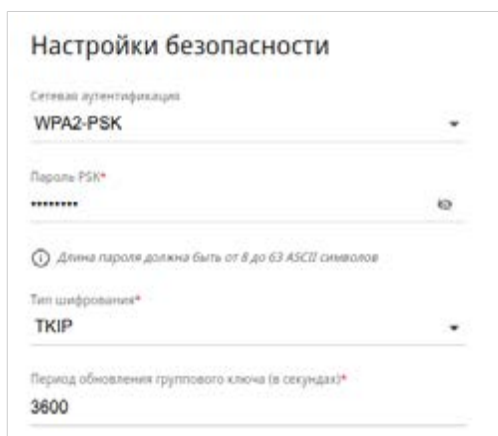 Настройки безопасности
Сетевая аутентификация
WPA2-PSK
Пароль PSK*
••••••••
Длина пароля должна быть от 8 до 63 ASCII символов
Тип шифрования*
TKIP
Период обновления группового ключа (в секундах)*
3600